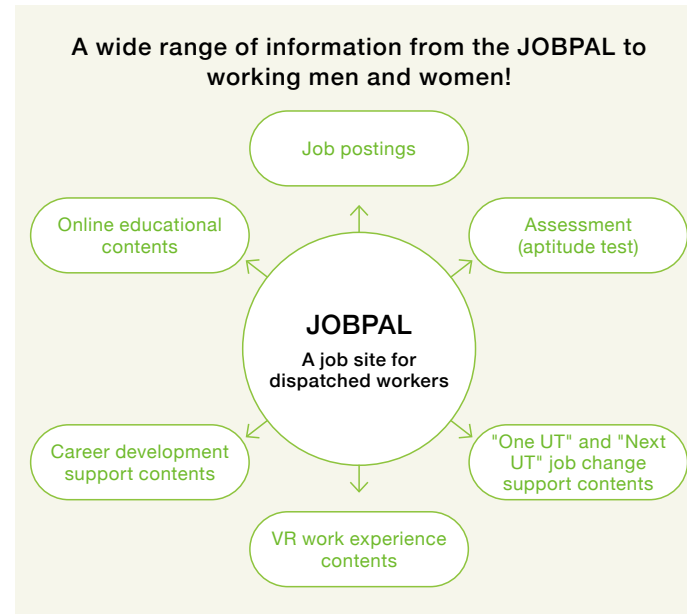 A wide range of information from the JOBPAL to
working men and women!
Job postings
Online educational
contents
Assessment
(aptitude test)
JOBPAL
A job site for
dispatched workers
Career development
support contents
"One UT" and "Next
UT" job change
support contents
VR work experience
contents